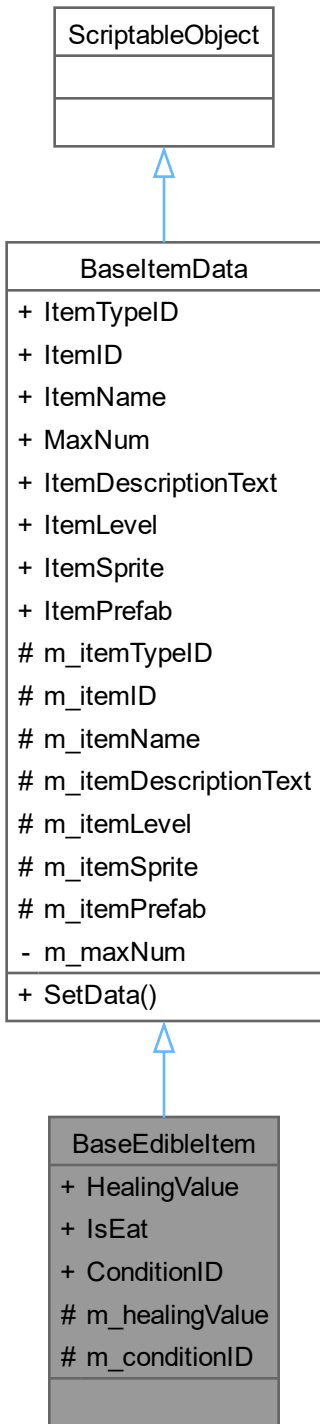 ScriptableObject
BaseItemData
+ ItemTypeID
+ ItemID
+ ItemName
+ MaxNum
+ ItemDescriptionText
+ ItemLevel
+ ItemSprite
+ ItemPrefab
# m_itemTypeID
# m_itemID
# m_itemName
# m_itemDescriptionText
# m_itemLevel
# m_itemSprite
# m_itemPrefab
- m_maxNum
+ SetData()
BaseEdibleItem
+ HealingValue
+ IsEat
+ ConditionID
# m_healingValue
# m_conditionID